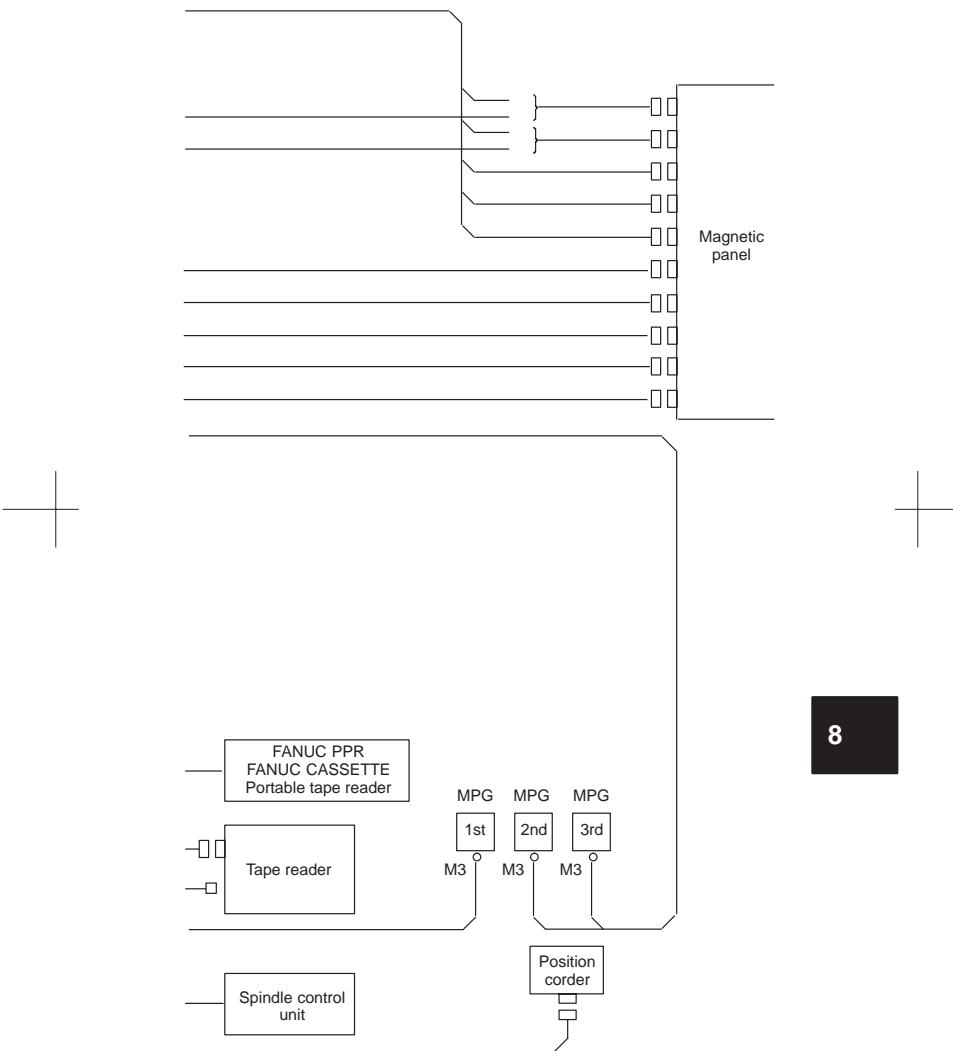 Magnetic
panel
8
FANUC PPR
FANUC CASSETTE
Portable tape reader
MPG MPG MPG
1st 2nd 3rd
M3 M3 M3
Tape reader
Position
corder
Spindle control
unit